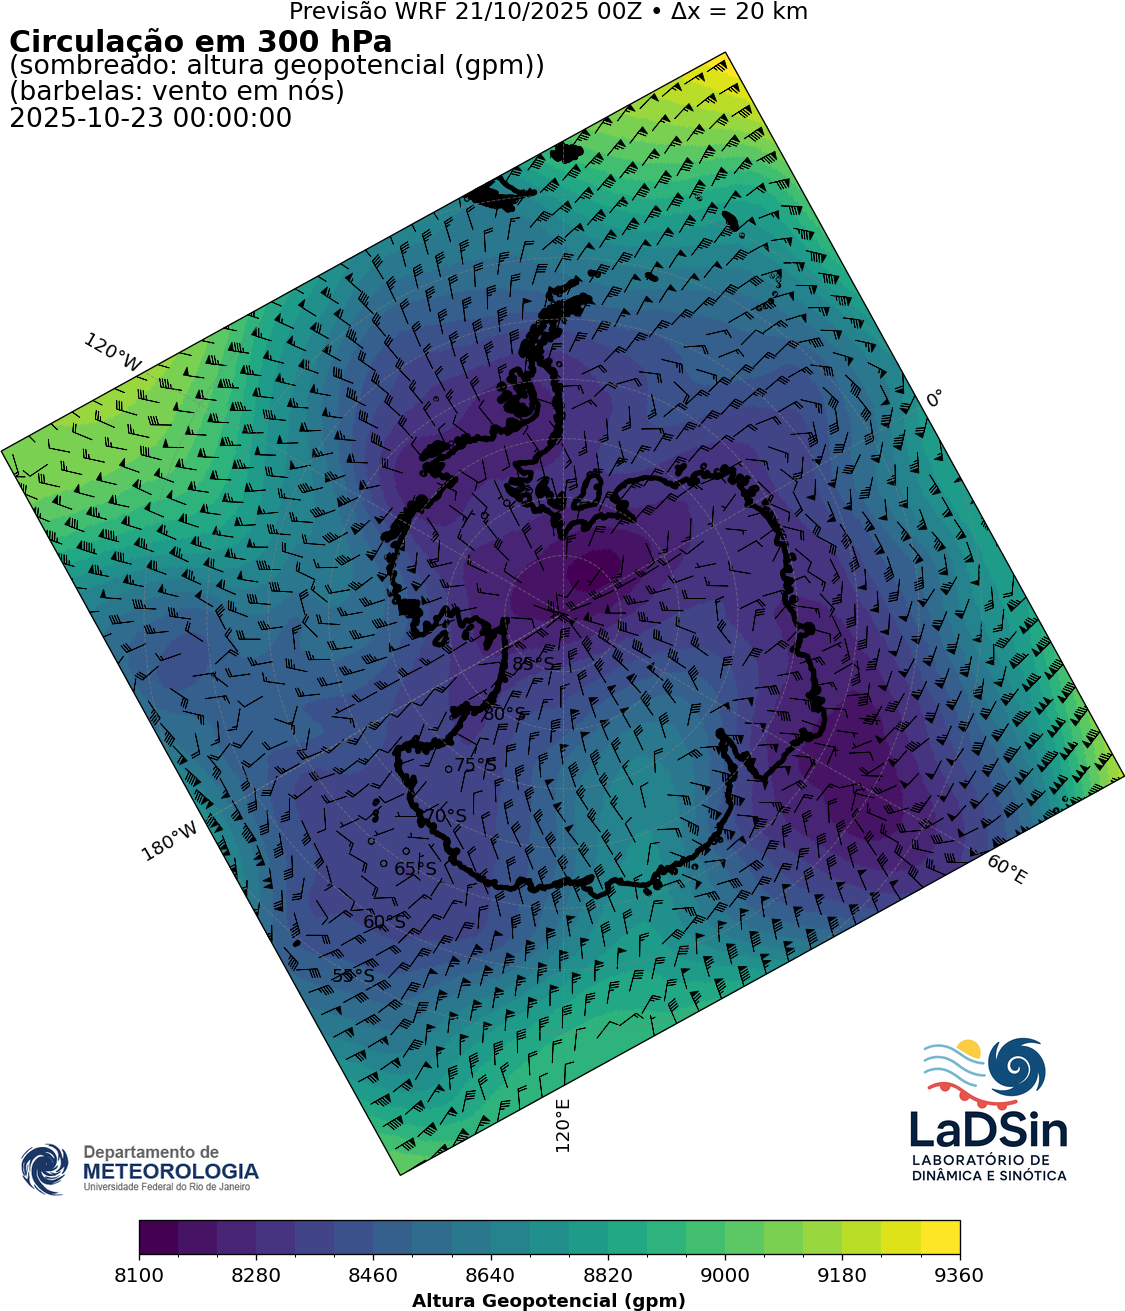 Previsão WRF 21/10/2025 00Z • Δx = 20 km
Circulação em 300 hPa
(sombreado: altura geopotencial (gpm))
(barbelas: vento em nós)
2025-10-23 00:00:00
120°W
0°
85°S
80°S
75°S
70°S
65°S
60°S
55°S
180°W
60°E
120°E
LaDSin
LABORATÓRIO DE
DINÂMICA E SINÓTICA
Departamento de
METEOROLOGIA
Universidade Federal do Rio de Janeiro
8100 8280 8460 8640 8820 9000 9180 9360
Altura Geopotencial (gpm)